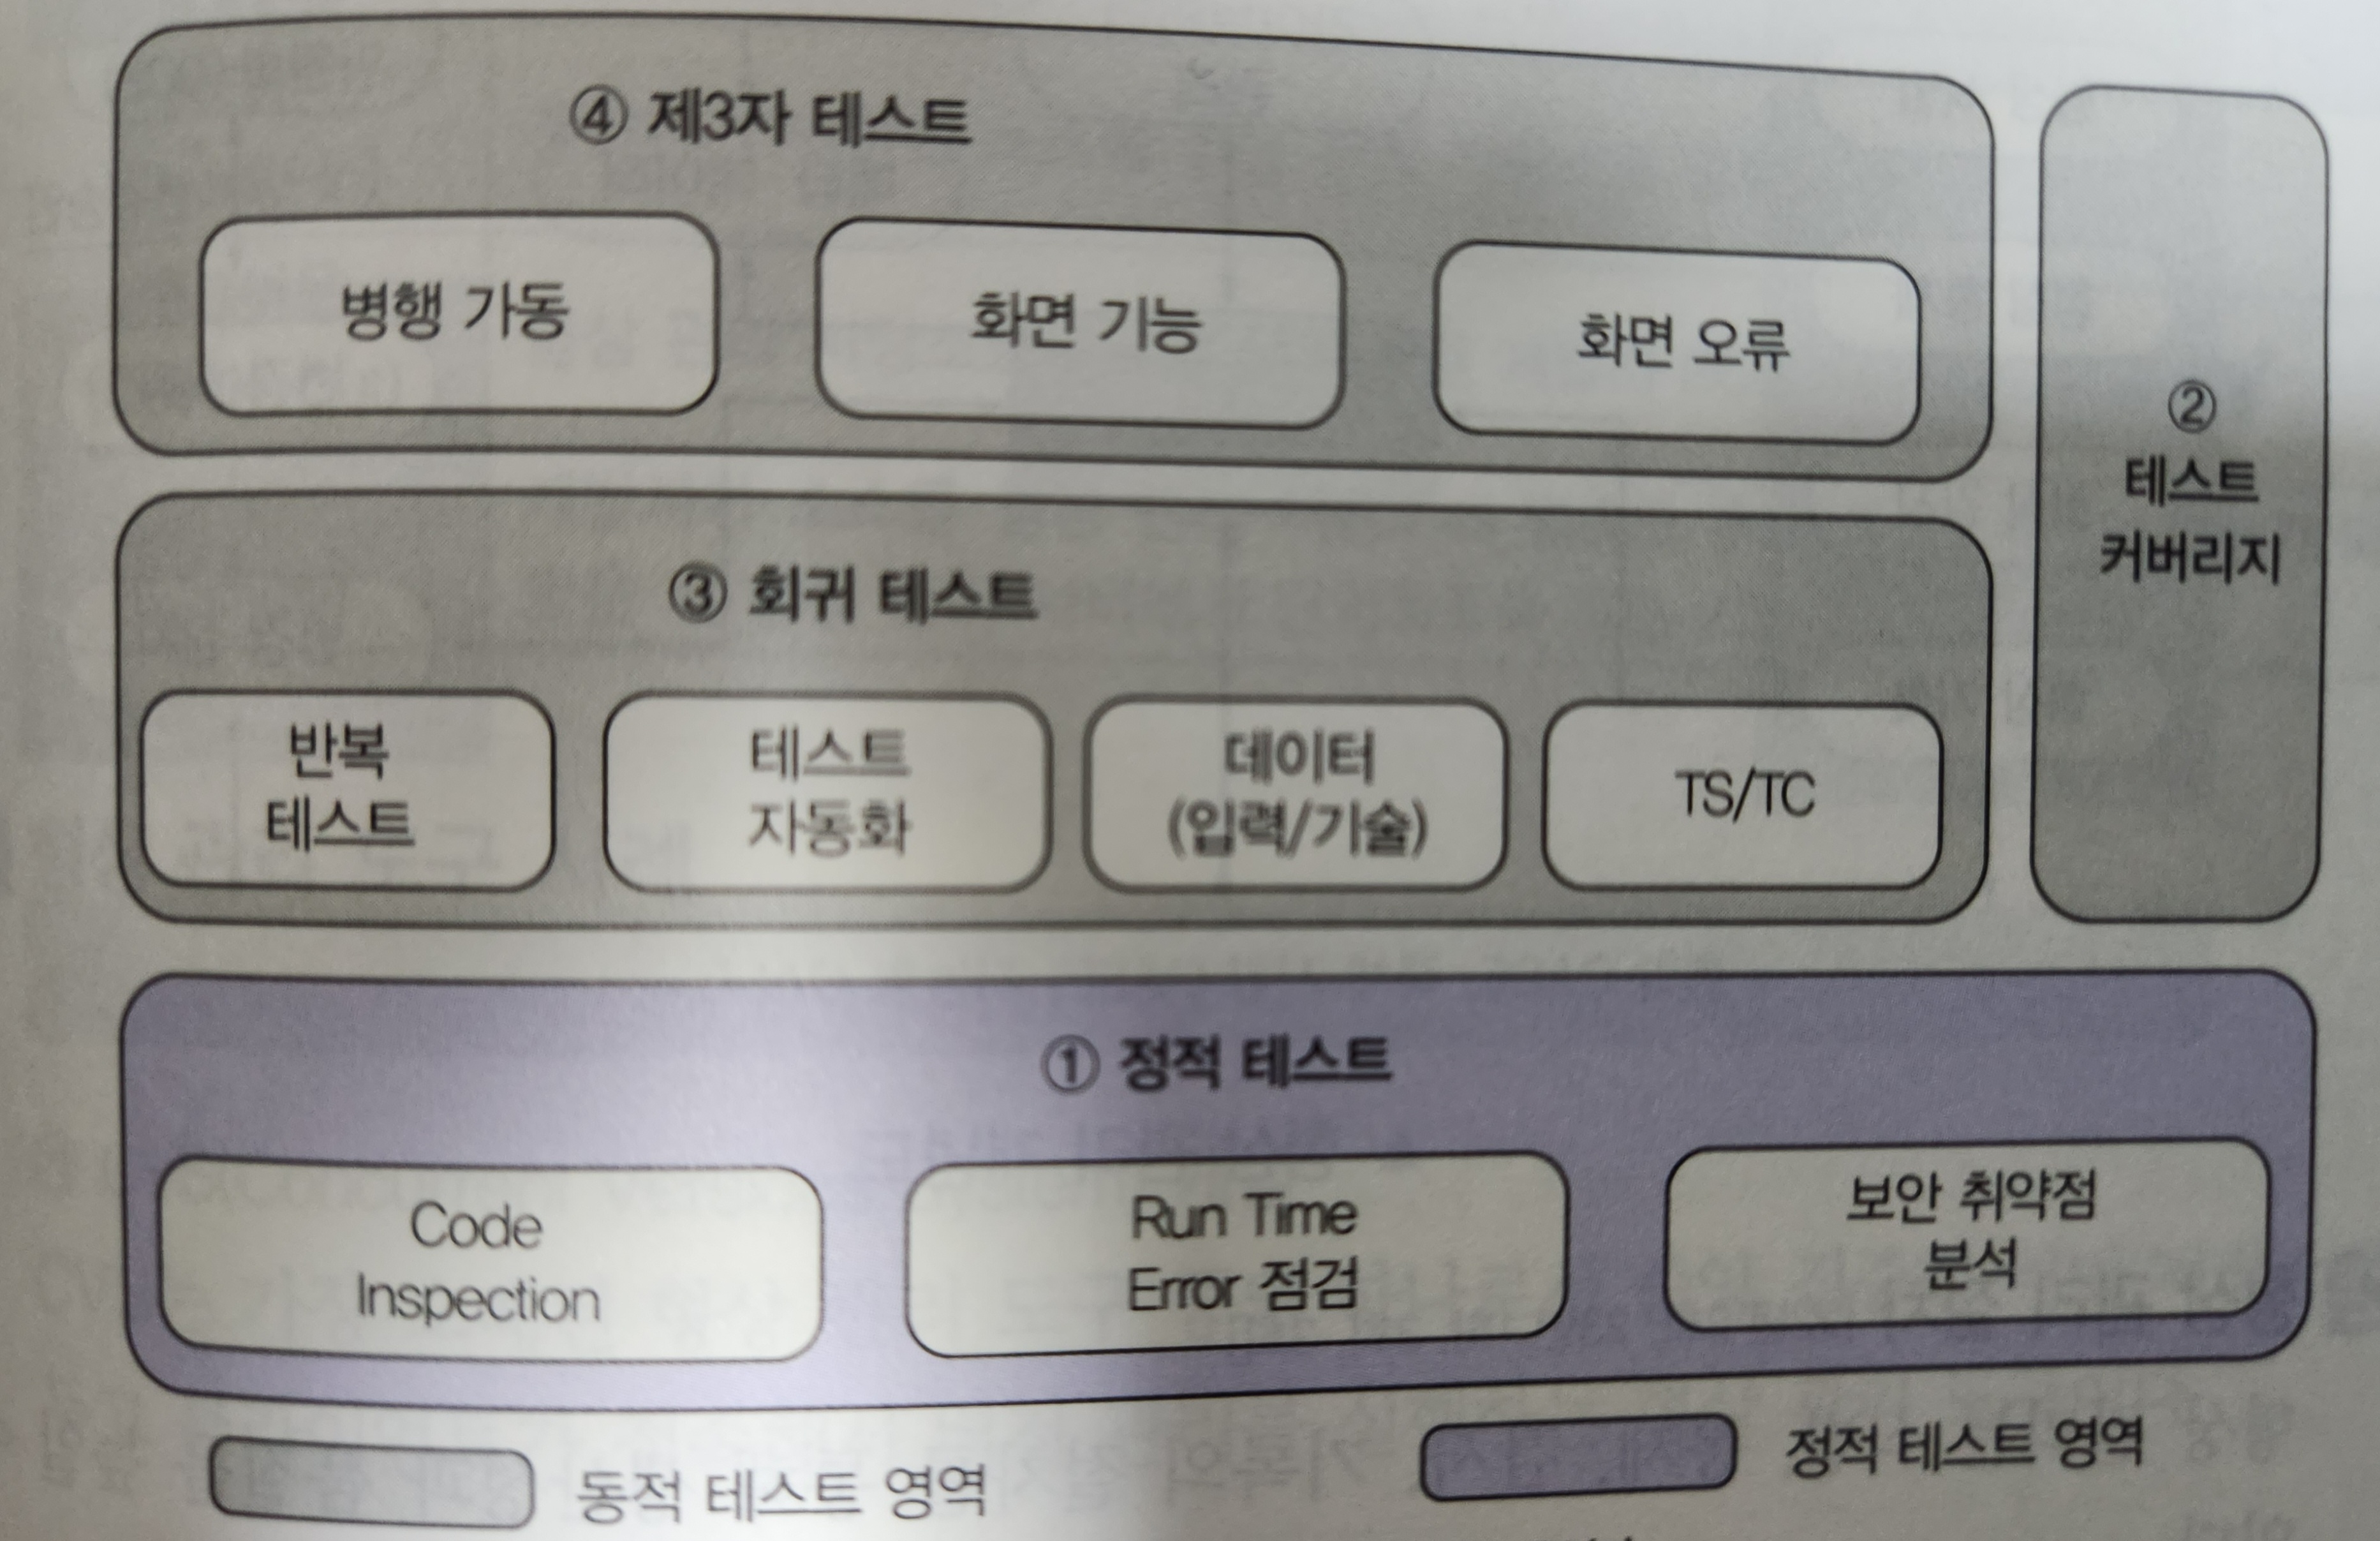 ④ 제3자 테스트
병행 가동
화면 기능
화면 오류
②
테스트
커버리지
③ 회귀 테스트
반복
테스트
테스트
자동화
데이터
(입력/기술)
TS/TC
① 정적 테스트
Code
Inspection
Run Time
Error 점검
보안 취약점
분석
동적 테스트 영역
정적 테스트 영역